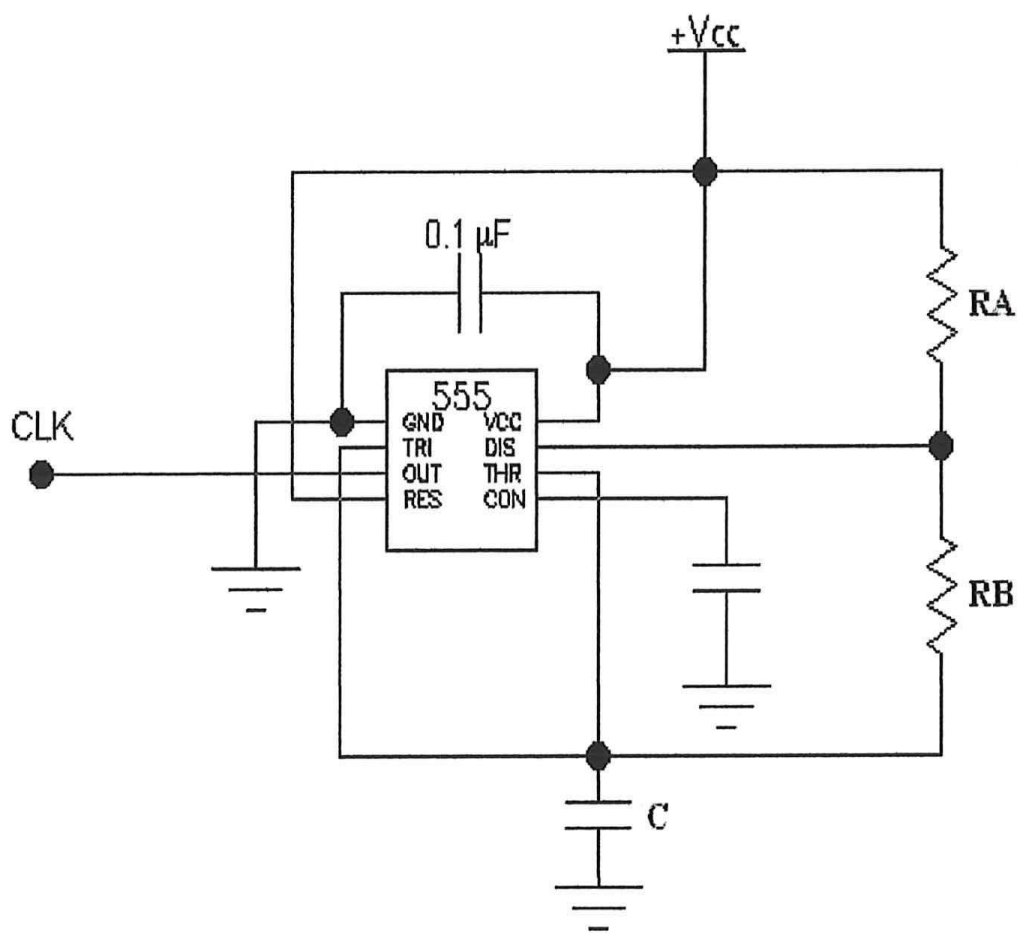 +Vcc
0.1 µF
RA
555
GND VCC
CLK
TRI DIS
OUT THR
RES CON
RB
C